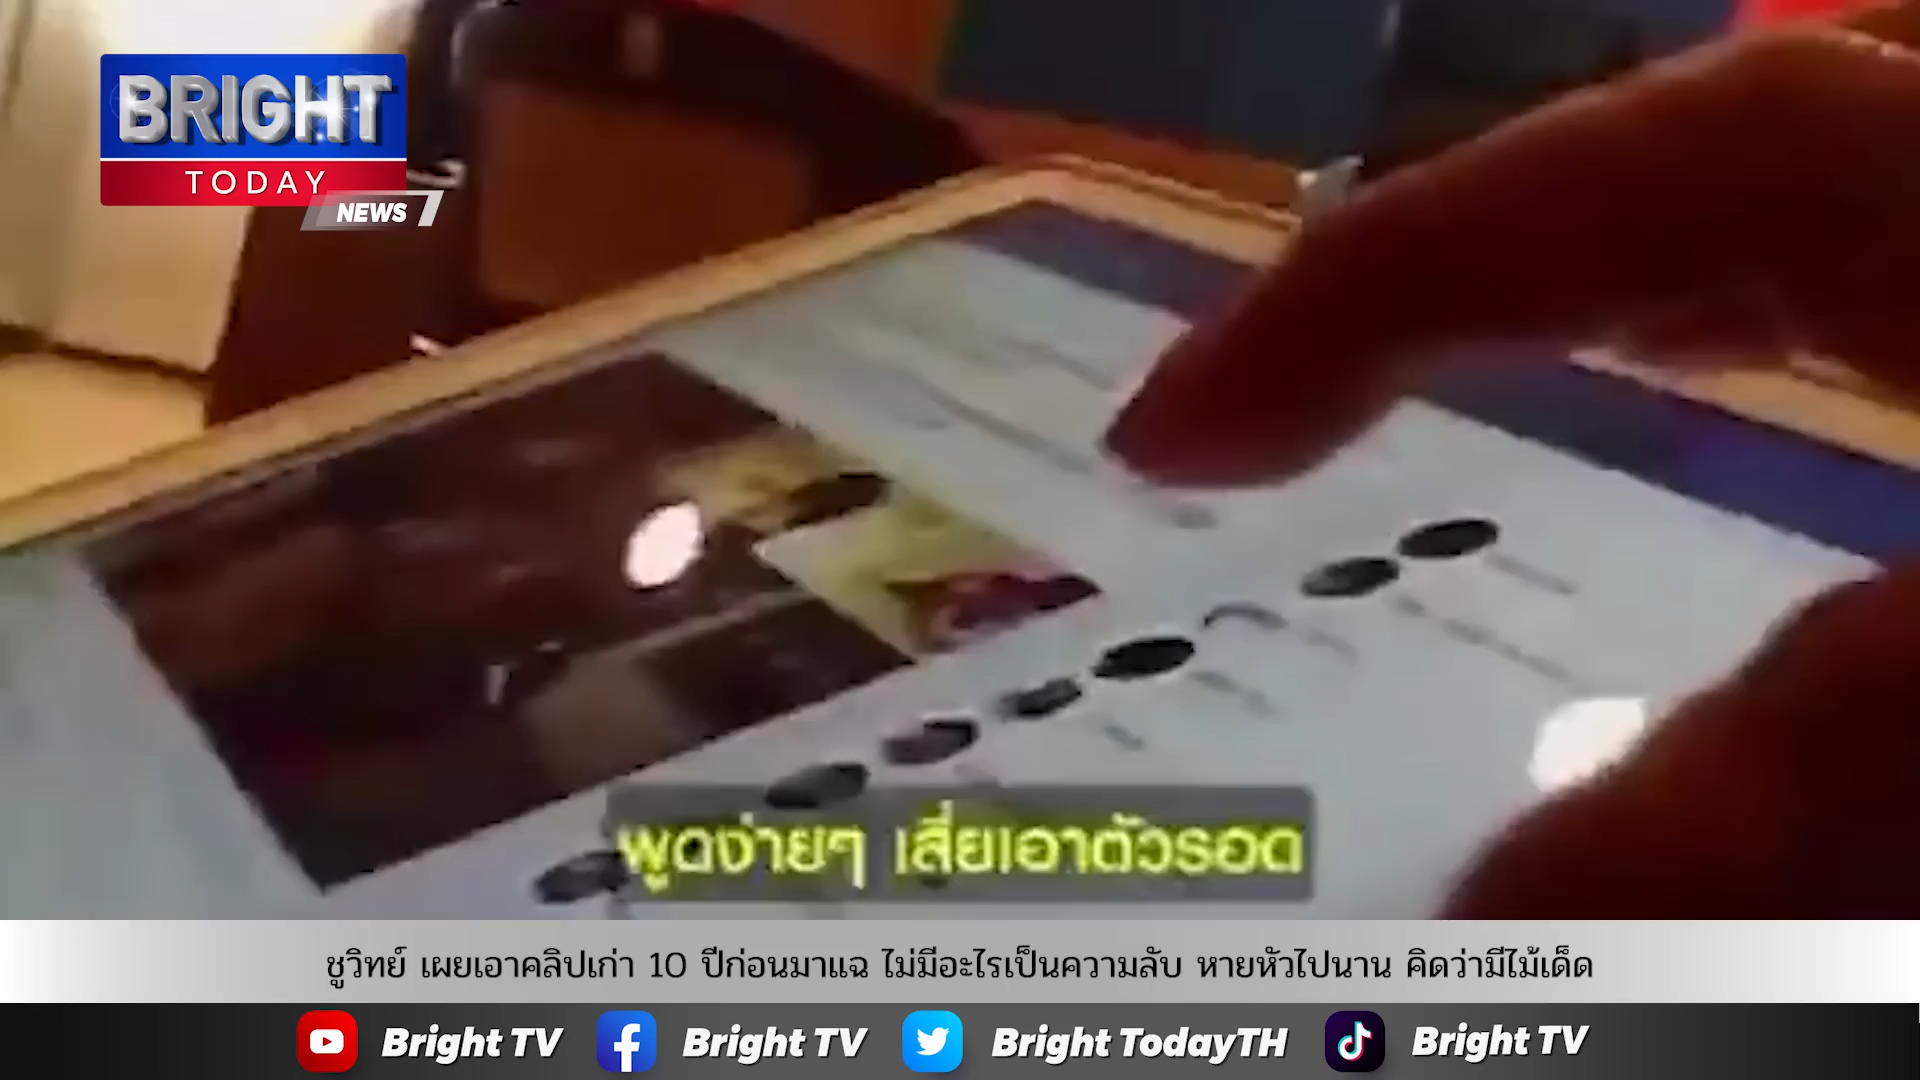 BRIGHT
TODAY
NEWS
พูดง่ายๆ เสี่ยเอาตัวรอด
ชูวิทย์ เผยเอาคลิปเก่า 10 ปีก่อนมาแฉ ไม่มีอะไรเป็นความลับ หายหัวไปนาน คิดว่ามีไม้เด็ด
Bright TV Bright TV Bright TodayTH Bright TV